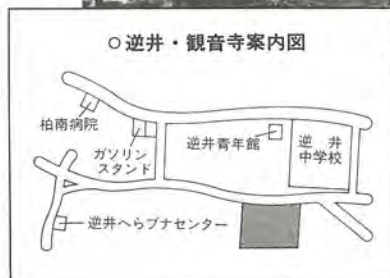 ○逆井・観音寺案内図
柏南病院
ガソリン
スタンド
逆井青年館
逆井
中学校
逆井へらブナセンター